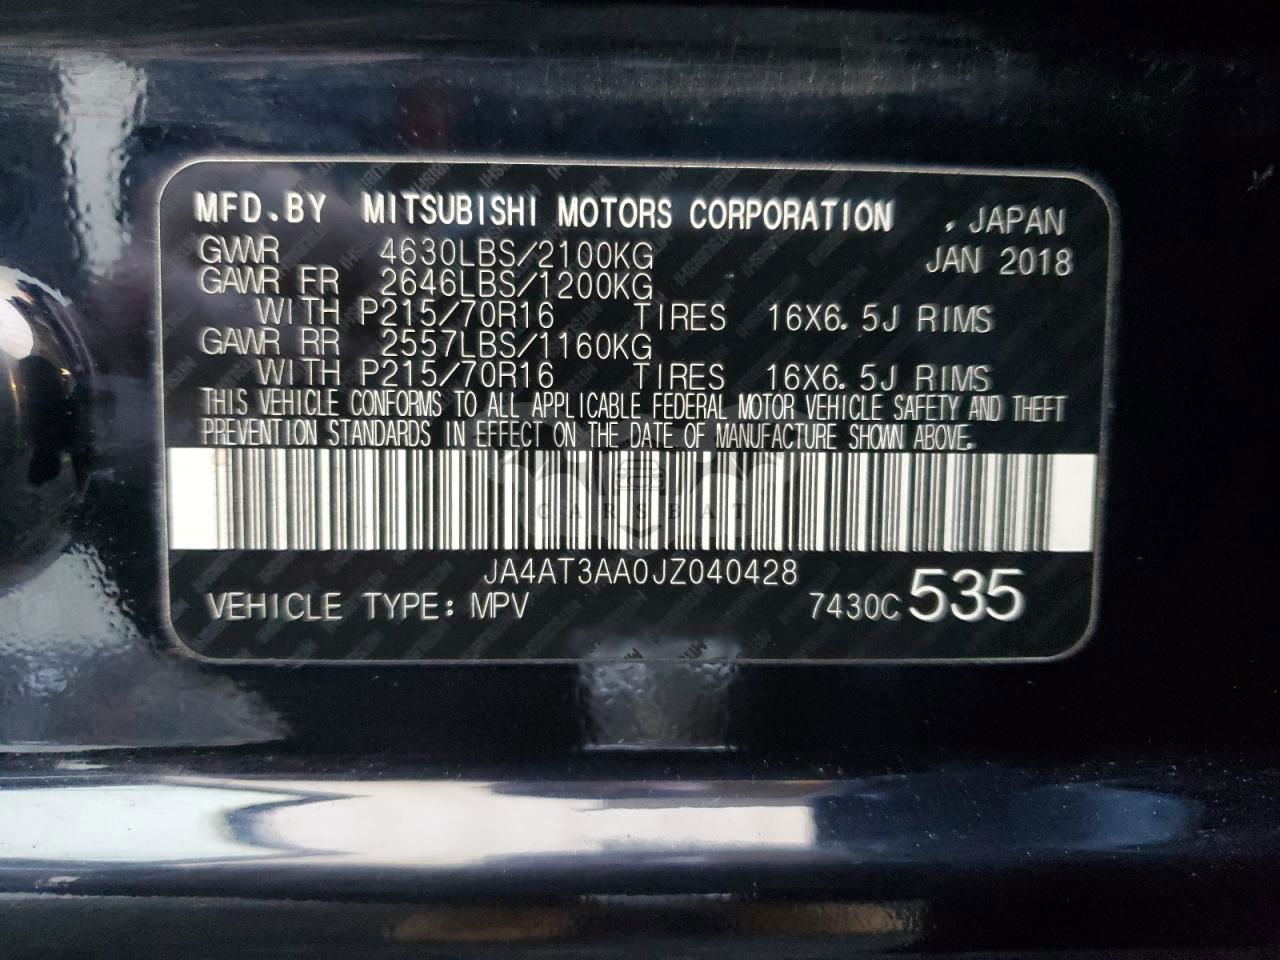 MFD.BY MITSUBISHI MOTORS CORPORATION , JAPAN
GVWR 4630LBS/2100KG JAN 2018
GAWR FR 2646LBS/1200KG
WITH P215/70R16 TIRES 16X6.5J RIMS
GAWR RR 2557LBS/1160KG
WITH P215/70R16 TIRES 16X6.5J RIMS
THIS VEHICLE CONFORMS TO ALL APPLICABLE FEDERAL MOTOR VEHICLE SAFETY AND THEFT
PREVENTION STANDARDS IN EFFECT ON THE DATE OF MANUFACTURE SHOWN ABOVE.
CARSBAT
JA4AT3AA0JZ040428
VEHICLE TYPE: MPV 7430C 535